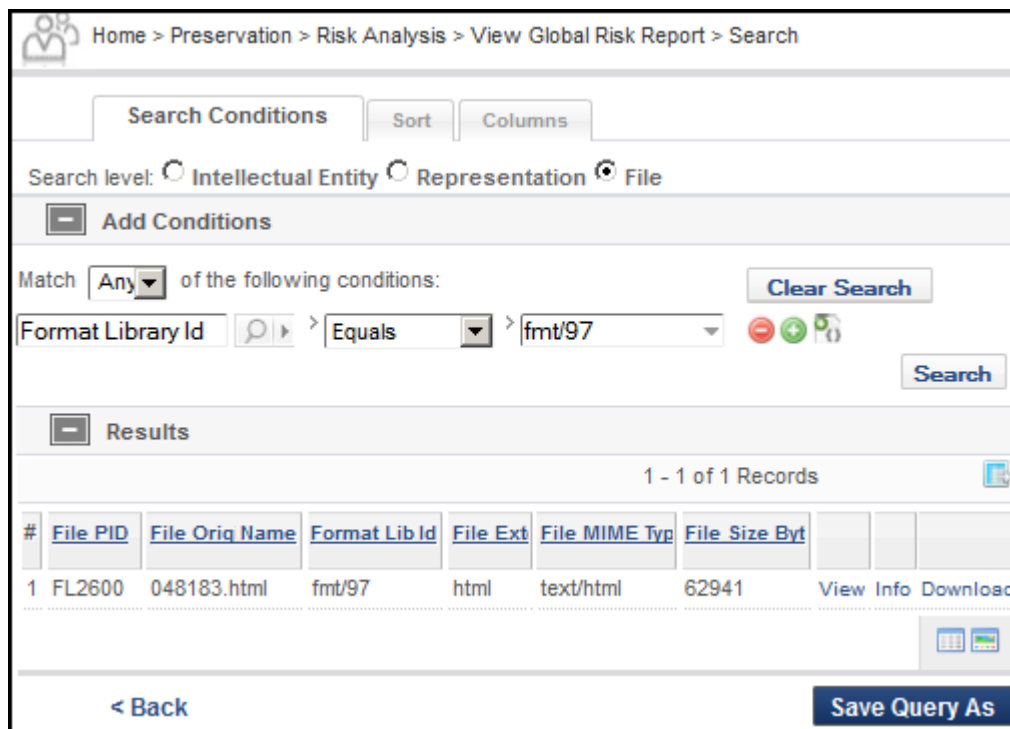 Home > Preservation > Risk Analysis > View Global Risk Report > Search
Search Conditions Sort Columns
Search level: Intellectual Entity Representation File
Add Conditions
Match Any of the following conditions:
Clear Search
Format Library Id > Equals > fmt/97
Search
Results
1 - 1 of 1 Records
# File PID File Orig Name Format Lib Id File Ext File MIME Typ File Size Byt
1 FL2600 048183.html fmt/97 html text/html 62941 View Info Download
< Back Save Query As